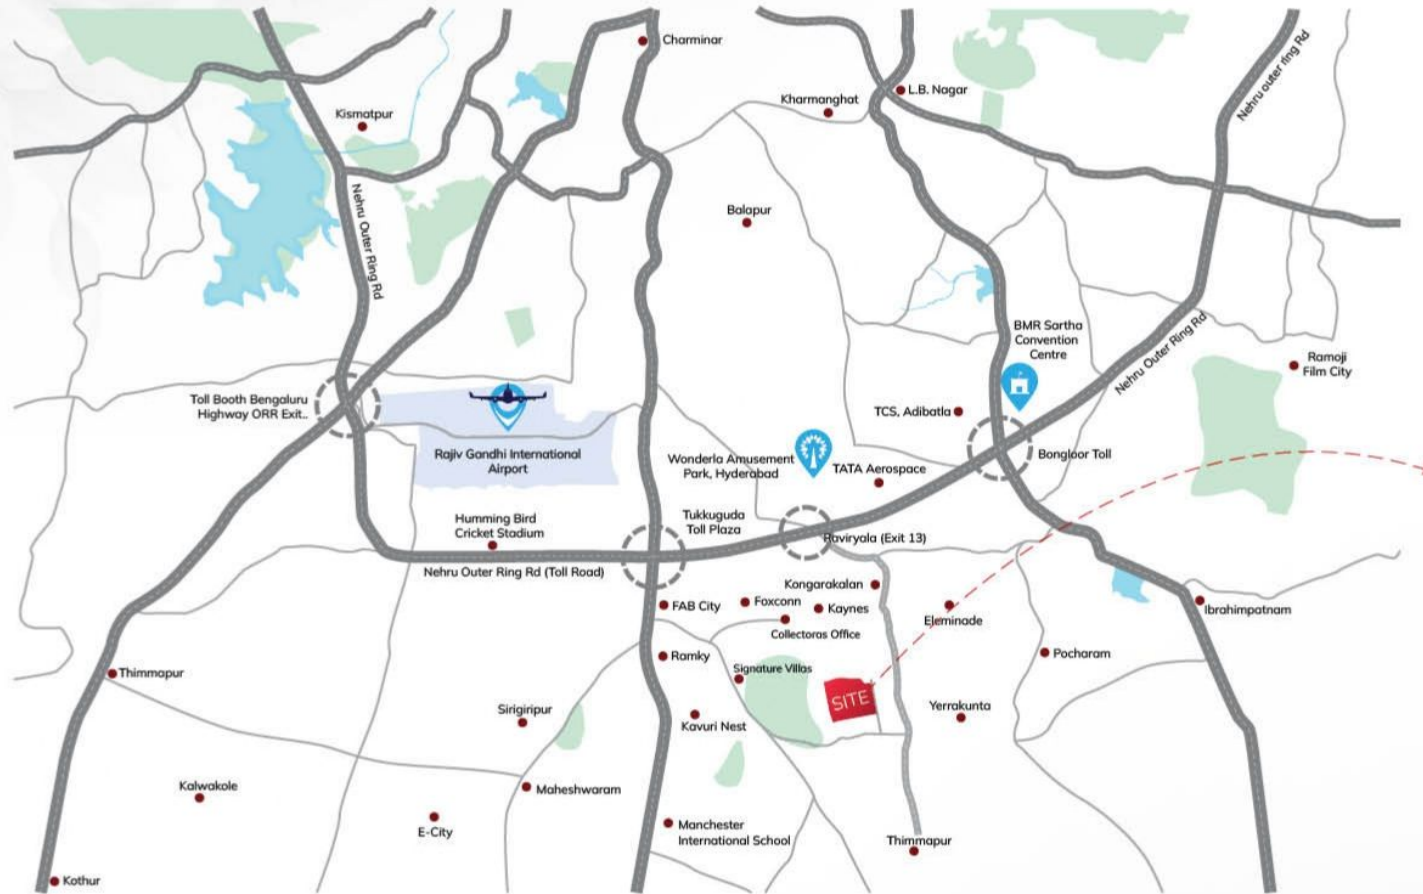 Charminar
Nehru outer ring Rd
L.B. Nagar
Kharmanghat
Kismatpur
Nehru Outer Ring Rd
Balapur
BMR Sartha
Convention
Centre
Nehru Outer Ring Rd
Ramoji
Film City
Toll Booth Bengaluru
Highway ORR Exit..
TCS, Adibatla
Rajiv Gandhi International
Airport
Wonderla Amusement
Park, Hyderabad
TATA Aerospace
Bongloor Toll
Humming Bird
Cricket Stadium
Tukkuguda
Toll Plaza
Raviryala (Exit 13)
Nehru Outer Ring Rd (Toll Road)
Kongarakalan
FAB City
Foxconn
Kaynes
Collectoras Office
Eleminade
Ibrahimpatnam
Ramky
Signature Villas
Pocharam
Thimmapur
SITE
Sirigiripur
Kavuri Nest
Yerrakunta
Kalwakole
Maheshwaram
E-City
Manchester
International School
Thimmapur
Kothur